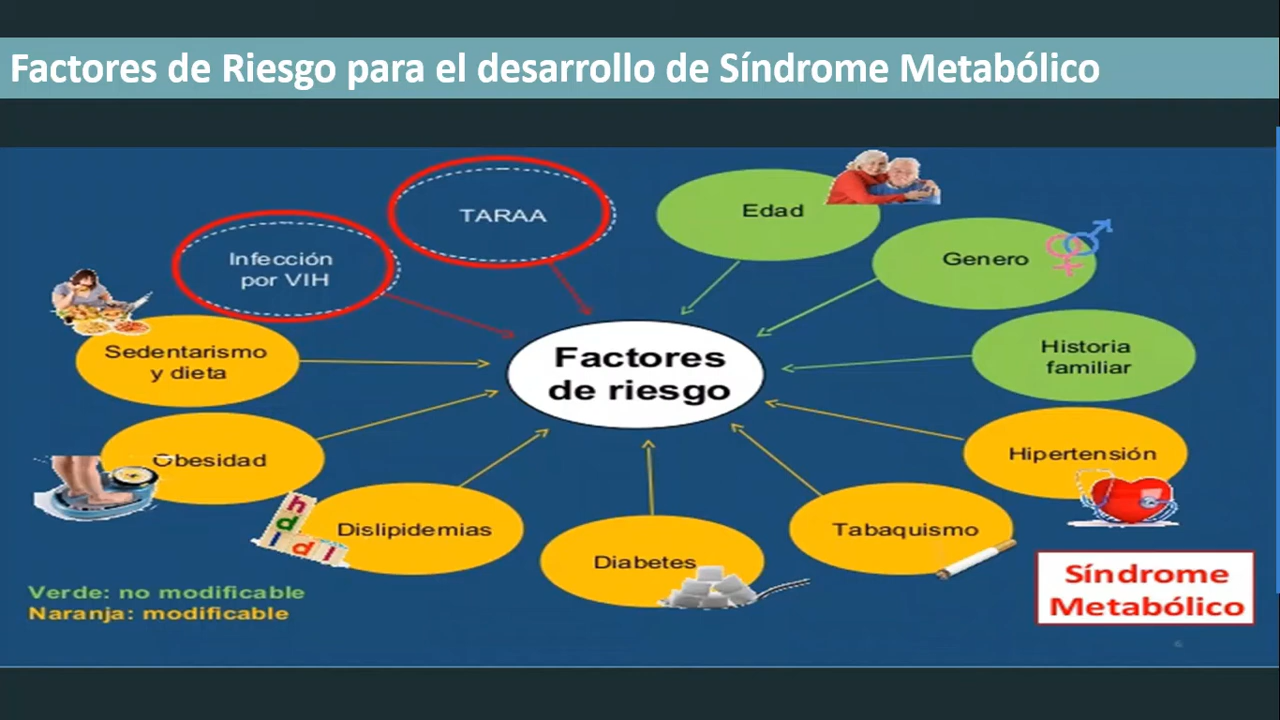 Factores de Riesgo para el desarrollo de Síndrome Metabólico
TARAA
Edad
Infección
por VIH
Genero
Sedentarismo
y dieta
Factores
de riesgo
Historia
familiar
Obesidad
Hipertensión
h
d
l
l
d
l
Dislipidemias
Tabaquismo
Diabetes
Verde: no modificable
Naranja: modificable
Síndrome
Metabólico